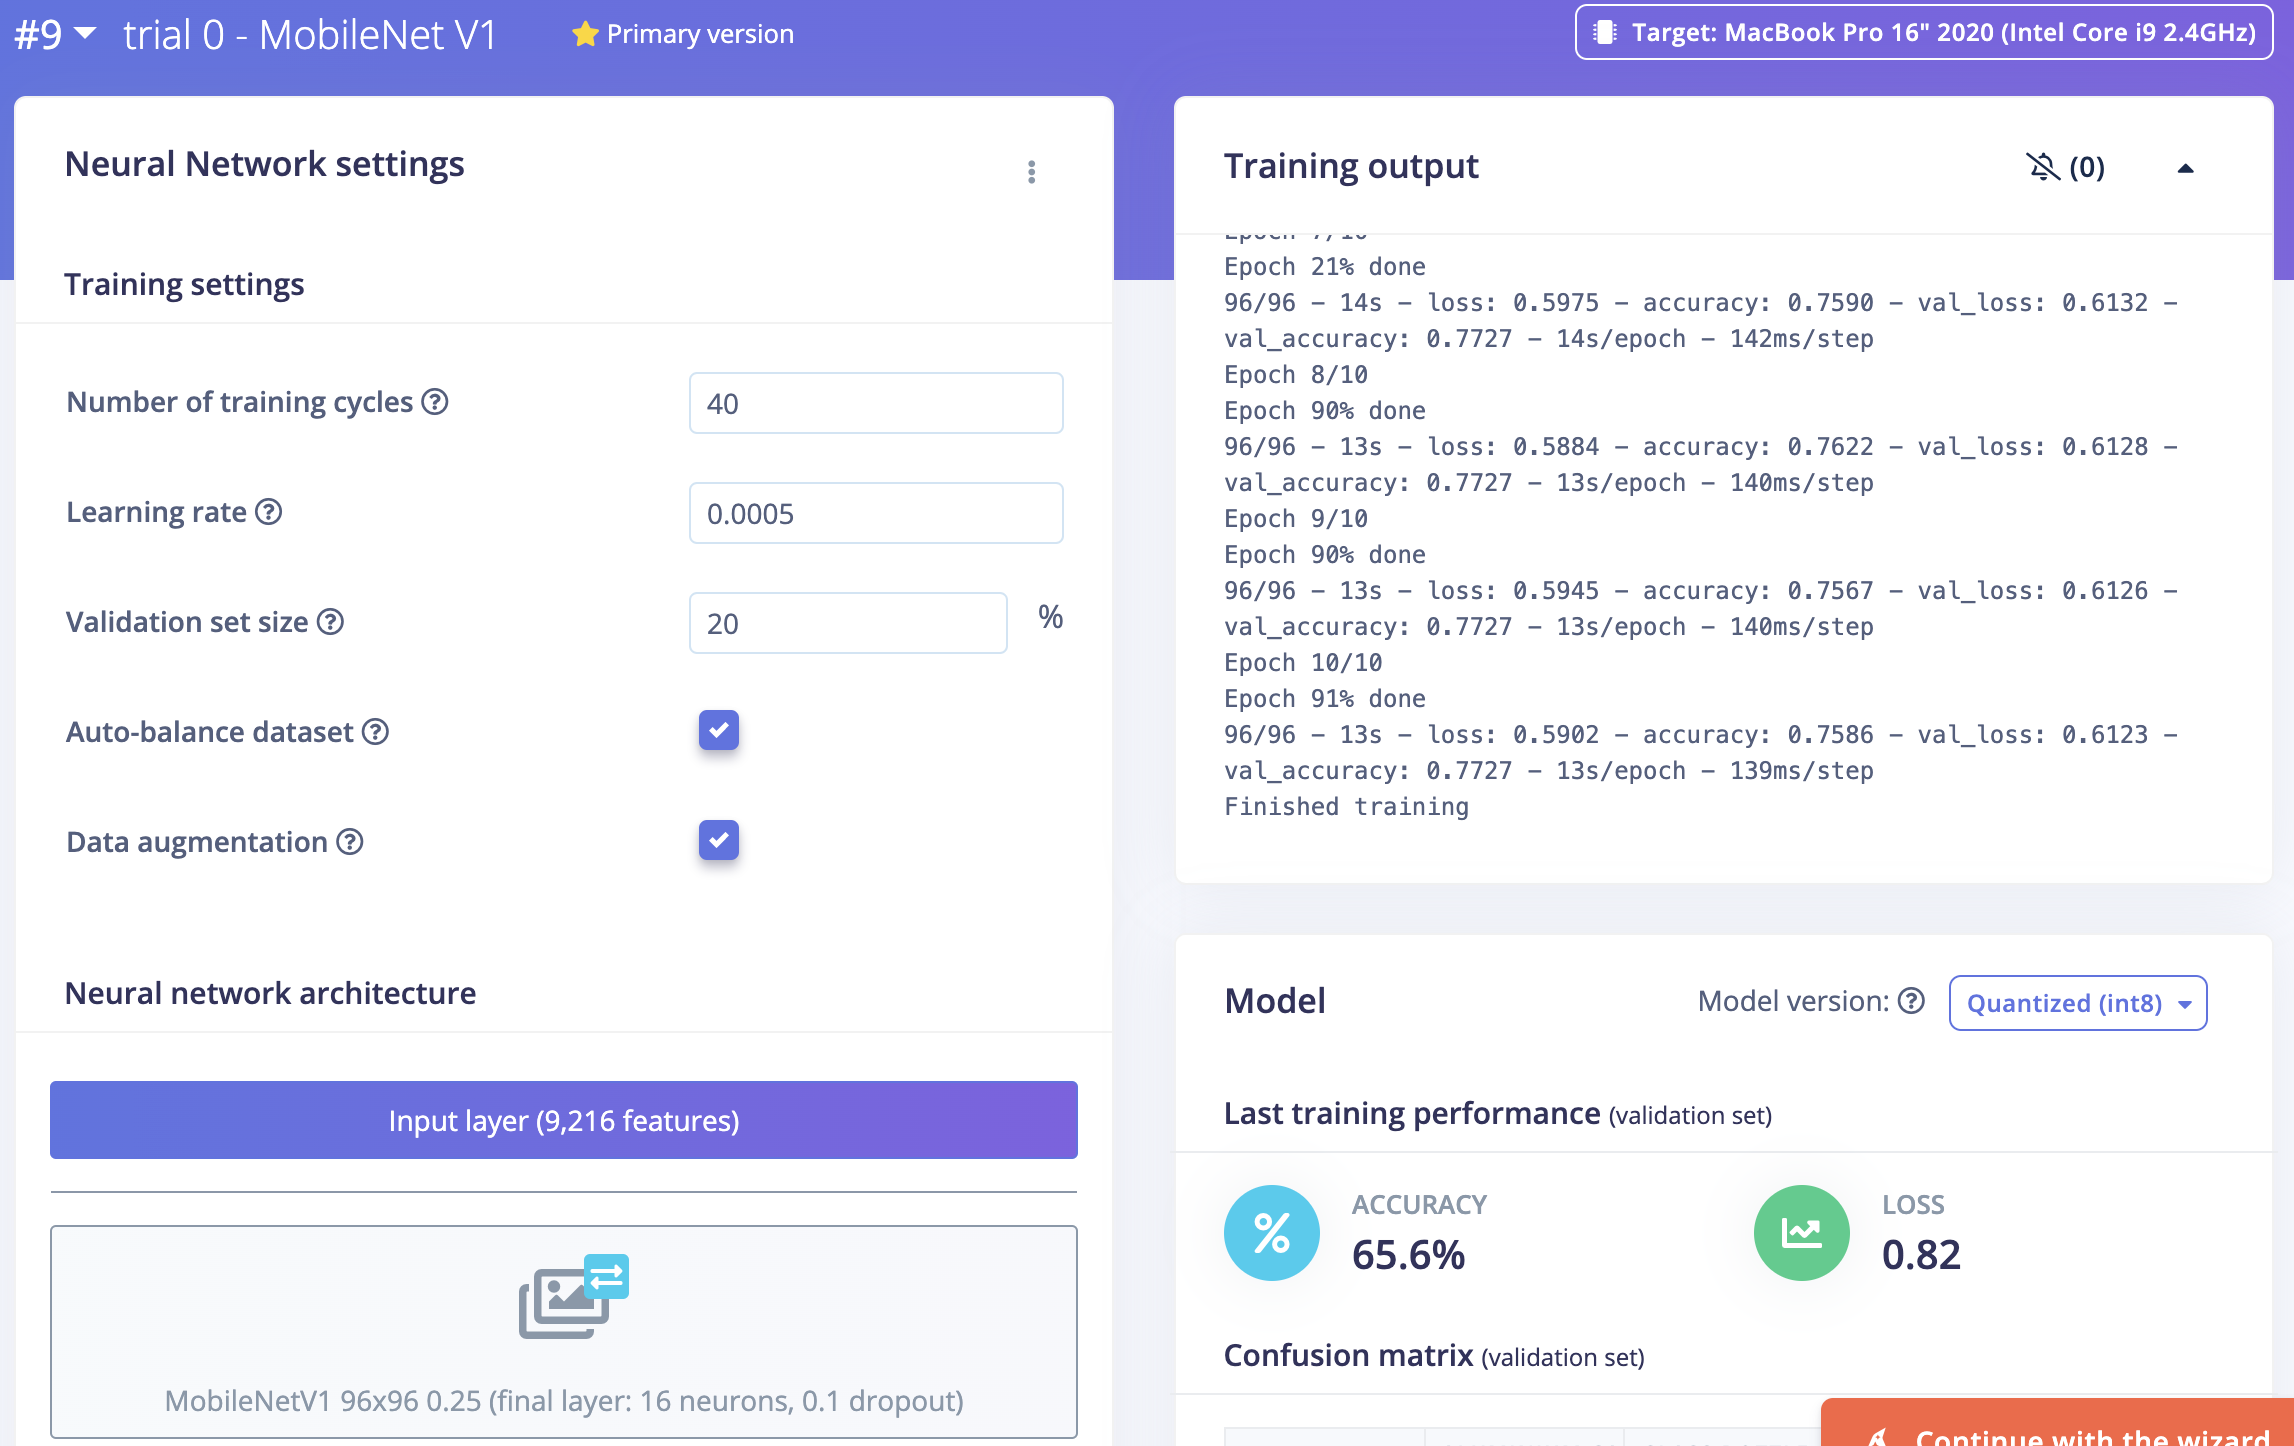 #9 trial 0 - MobileNet V1 Primary version Target: MacBook Pro 16" 2020 (Intel Core i9 2.4GHz)
Neural Network settings
Training settings
Number of training cycles ? 40
Learning rate ? 0.0005
Validation set size ? 20 %
Auto-balance dataset ?
Data augmentation ?
Neural network architecture
Input layer (9,216 features)
MobileNetV1 96x96 0.25 (final layer: 16 neurons, 0.1 dropout)
Training output (0)
Epoch 7/10
Epoch 21% done
96/96 - 14s - loss: 0.5975 - accuracy: 0.7590 - val_loss: 0.6132 -
val_accuracy: 0.7727 - 14s/epoch - 142ms/step
Epoch 8/10
Epoch 90% done
96/96 - 13s - loss: 0.5884 - accuracy: 0.7622 - val_loss: 0.6128 -
val_accuracy: 0.7727 - 13s/epoch - 140ms/step
Epoch 9/10
Epoch 90% done
96/96 - 13s - loss: 0.5945 - accuracy: 0.7567 - val_loss: 0.6126 -
val_accuracy: 0.7727 - 13s/epoch - 140ms/step
Epoch 10/10
Epoch 91% done
96/96 - 13s - loss: 0.5902 - accuracy: 0.7586 - val_loss: 0.6123 -
val_accuracy: 0.7727 - 13s/epoch - 139ms/step
Finished training
Model Model version: ? Quantized (int8)
Last training performance (validation set)
% ACCURACY
65.6%
LOSS
0.82
Confusion matrix (validation set)
Continue with the wizard